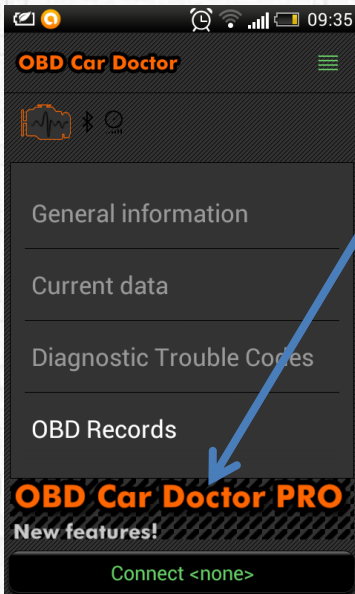 09:35
OBD Car Doctor
General information
Current data
Diagnostic Trouble Codes
OBD Records
OBD Car Doctor PRO
New features!
Connect <none>